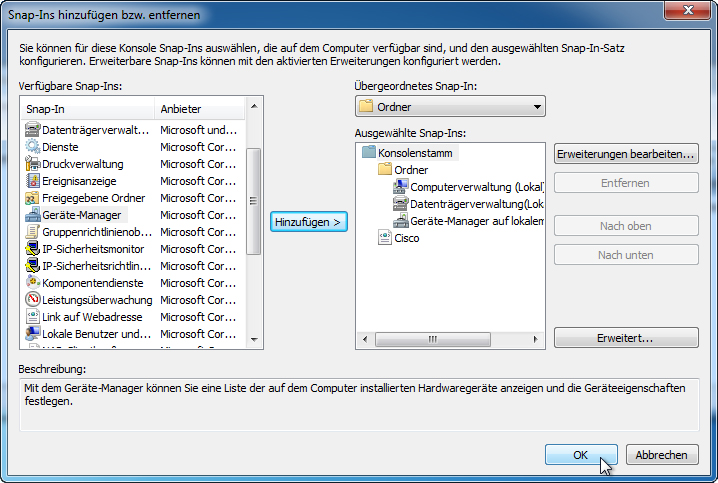 Snap-Ins hinzufügen bzw. entfernen
Sie können für diese Konsole Snap-Ins auswählen, die auf dem Computer verfügbar sind, und den ausgewählten Snap-In-Satz
konfigurieren. Erweiterbare Snap-Ins können mit den aktivierten Erweiterungen konfiguriert werden.
Verfügbare Snap-Ins:
Snap-In Anbieter
Datenträgerverwalt... Microsoft und...
Dienste Microsoft Cor...
Druckverwaltung Microsoft Cor...
Ereignisanzeige Microsoft Cor...
Freigegebene Ordner Microsoft Cor...
Geräte-Manager Microsoft Cor...
Gruppenrichtlinienob... Microsoft Cor...
IP-Sicherheitsmonitor Microsoft Cor...
IP-Sicherheitsrichtlin... Microsoft Cor...
Komponentendienste Microsoft Cor...
Leistungsüberwachung Microsoft Cor...
Link auf Webadresse Microsoft Cor...
Lokale Benutzer und... Microsoft Cor...
Hinzufügen >
Übergeordnetes Snap-In:
Ordner
Ausgewählte Snap-Ins:
Konsolenstamm
Ordner
Computerverwaltung (Lokal)
Datenträgerverwaltung(Lok
Geräte-Manager auf lokalem
Cisco
Erweiterungen bearbeiten...
Entfernen
Nach oben
Nach unten
Erweitert...
Beschreibung:
Mit dem Geräte-Manager können Sie eine Liste der auf dem Computer installierten Hardwaregeräte anzeigen und die Geräteeigenschaften
festlegen.
OK
Abbrechen